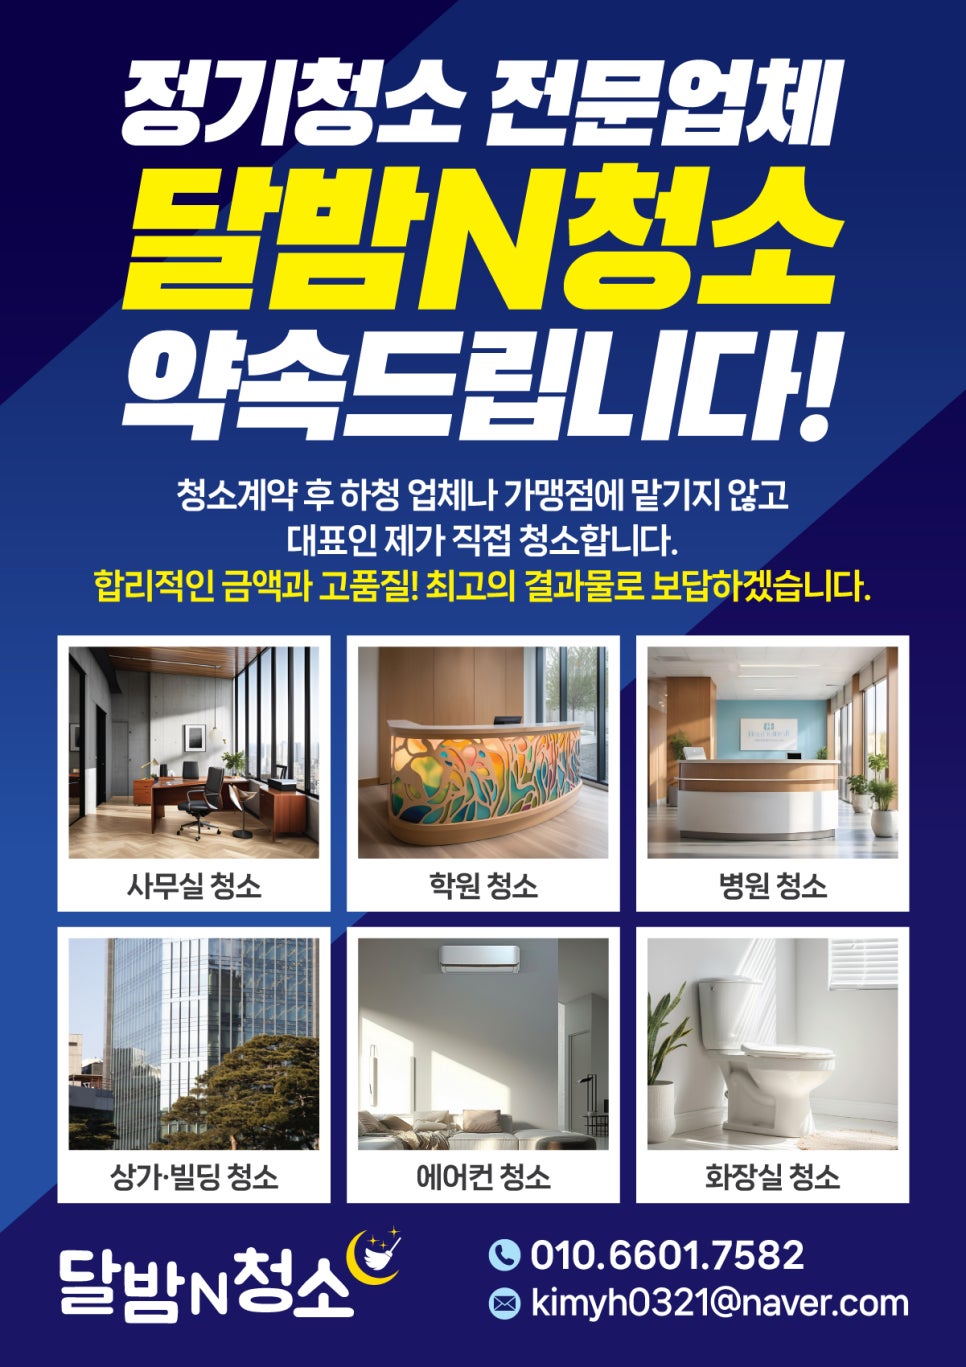 정기청소 전문업체
달밤N청소
약속드립니다!
청소계약 후 하청 업체나 가맹점에 맡기지 않고
대표인 제가 직접 청소합니다.
합리적인 금액과 고품질! 최고의 결과물로 보답하겠습니다.
사무실 청소
학원 청소
병원 청소
상가·빌딩 청소
에어컨 청소
화장실 청소
달밤N청소
010.6601.7582
kimyh0321@naver.com